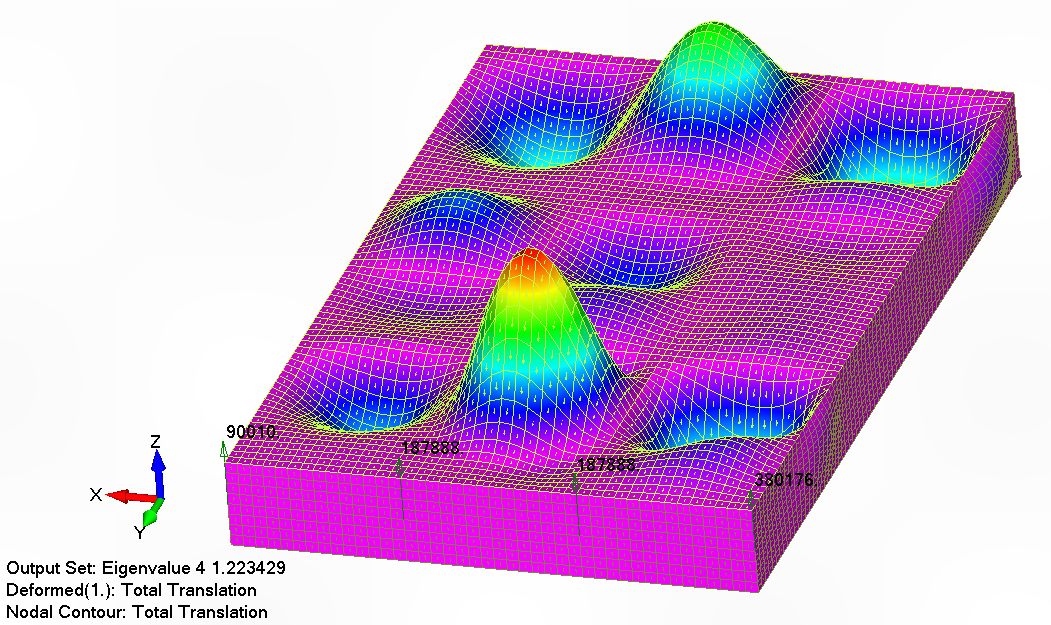 90010
187888
187888
380176
Z
X
Y
Output Set: Eigenvalue 4 1.223429
Deformed(1.): Total Translation
Nodal Contour: Total Translation